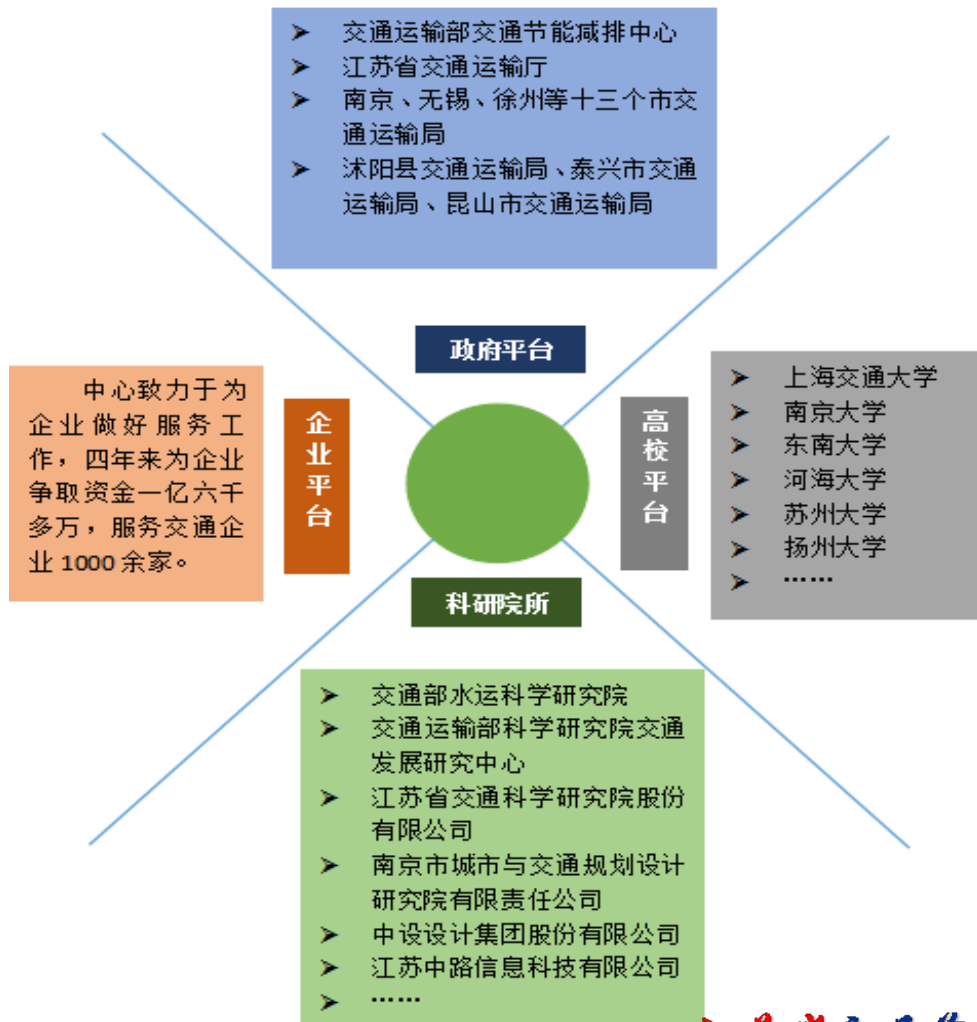 ➢ 交通运输部交通节能减排中心
➢ 江苏省交通运输厅
➢ 南京、无锡、徐州等十三个市交
通运输局
➢ 沭阳县交通运输局、泰兴市交通
运输局、昆山市交通运输局
政府平台
中心致力于为
企业做好服务工
作，四年来为企业
争取资金一亿六千
多万，服务交通企
业 1000 余家。
企业平台
高校平台
➢ 上海交通大学
➢ 南京大学
➢ 东南大学
➢ 河海大学
➢ 苏州大学
➢ 扬州大学
➢ ……
科研院所
➢ 交通部水运科学研究院
➢ 交通运输部科学研究院交通
发展研究中心
➢ 江苏省交通科学研究院股份
有限公司
➢ 南京市城市与交通规划设计
研究院有限责任公司
➢ 中设设计集团股份有限公司
➢ 江苏中路信息科技有限公司
➢ ……